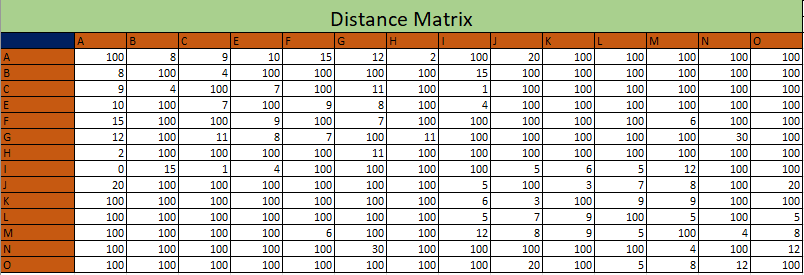 Distance Matrix
A B C E F G H I J K L M N O
A 100 8 9 10 15 12 2 100 20 100 100 100 100 100
B 8 100 4 100 100 100 100 15 100 100 100 100 100 100
C 9 4 100 7 100 11 100 1 100 100 100 100 100 100
E 10 100 7 100 9 8 100 4 100 100 100 100 100 100
F 15 100 100 9 100 7 100 100 100 100 100 6 100 100
G 12 100 11 8 7 100 11 100 100 100 100 100 30 100
H 2 100 100 100 100 11 100 100 100 100 100 100 100 100
I 0 15 1 4 100 100 100 100 5 6 5 12 100 100
J 20 100 100 100 100 100 100 5 100 3 7 8 100 20
K 100 100 100 100 100 100 100 6 3 100 9 9 100 100
L 100 100 100 100 100 100 100 5 7 9 100 5 100 5
M 100 100 100 100 6 100 100 12 8 9 5 100 4 8
N 100 100 100 100 100 30 100 100 100 100 100 4 100 12
O 100 100 100 100 100 100 100 100 20 100 5 8 12 100